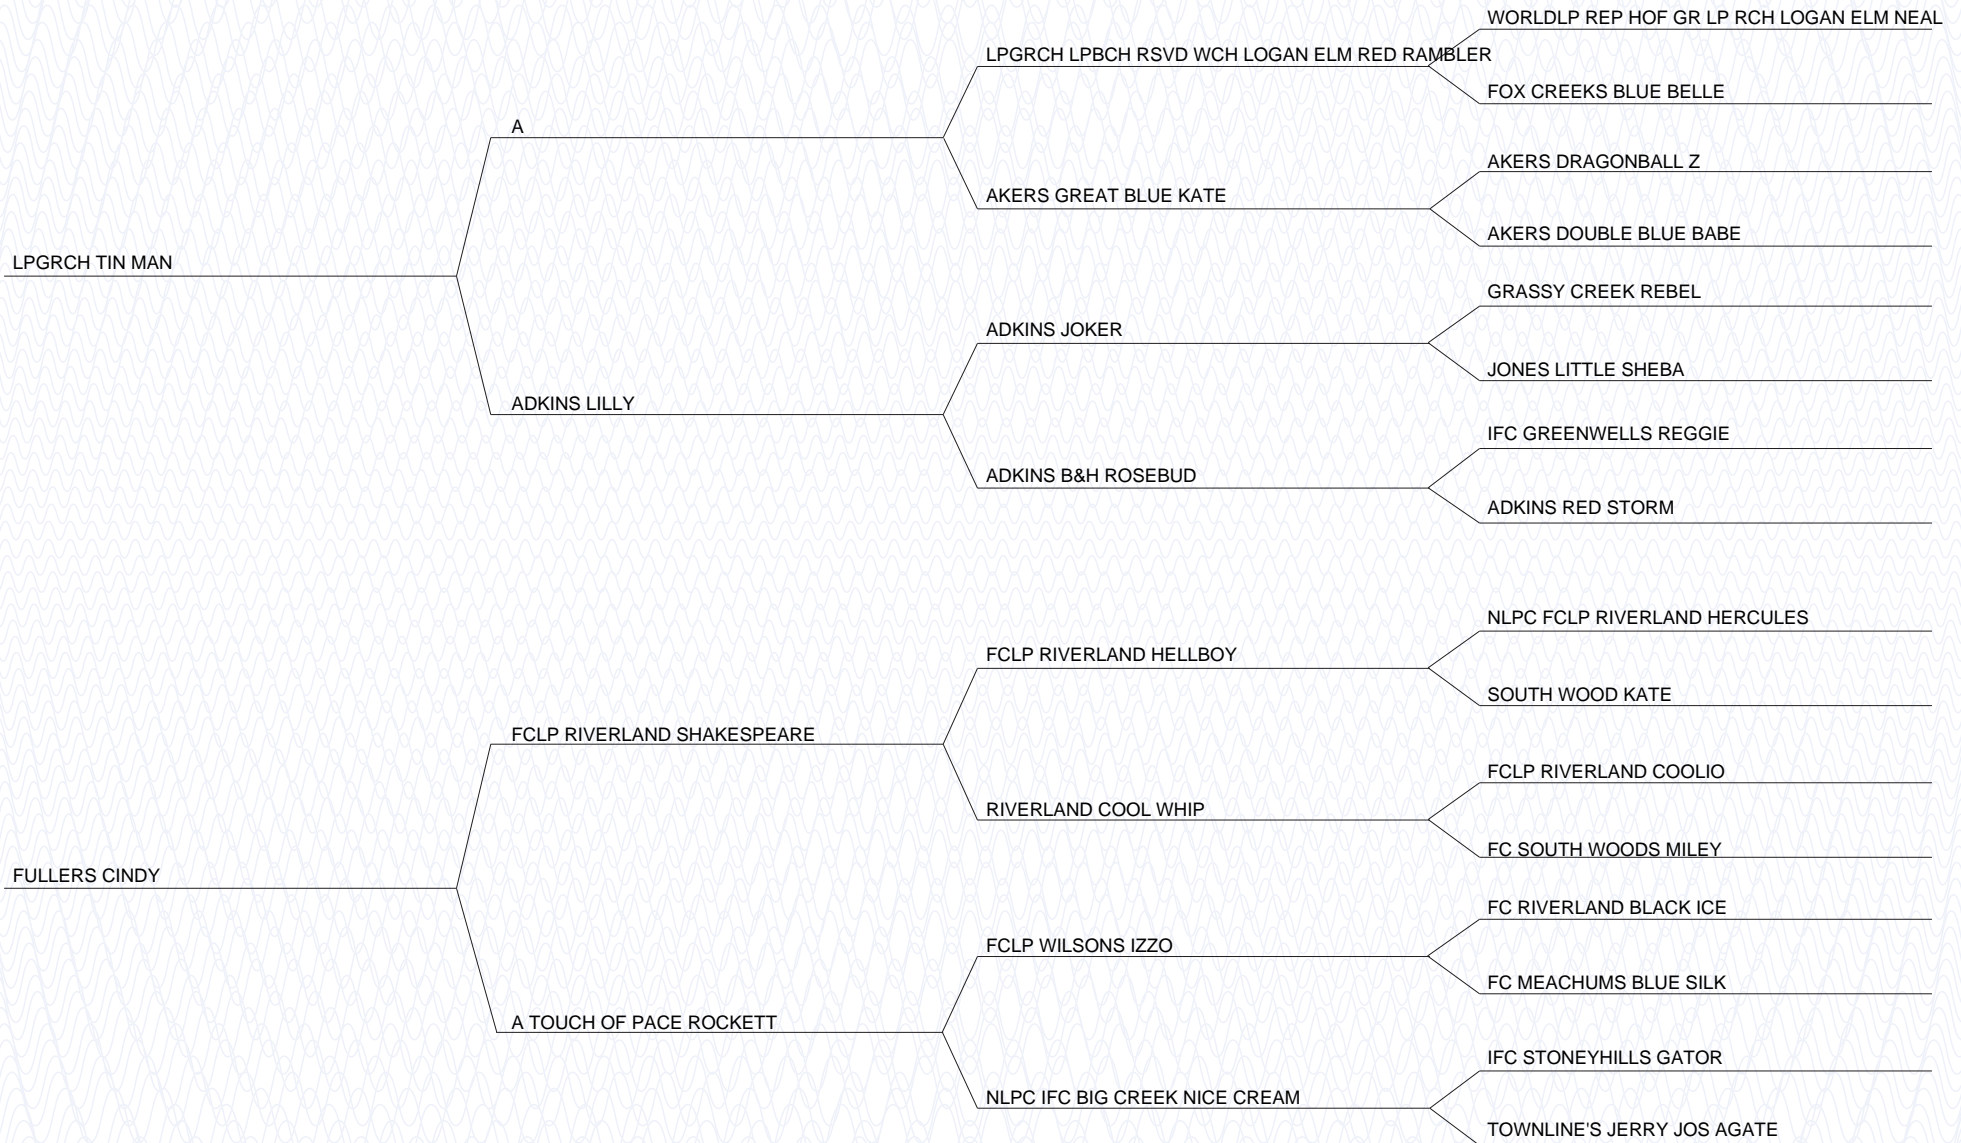 WORLDLP REP HOF GR LP RCH LOGAN ELM NEAL
LPGRCH LPBCH RSVD WCH LOGAN ELM RED RAMBLER
FOX CREEKS BLUE BELLE
A
AKERS DRAGONBALL Z
AKERS GREAT BLUE KATE
AKERS DOUBLE BLUE BABE
LPGRCH TIN MAN
GRASSY CREEK REBEL
ADKINS JOKER
JONES LITTLE SHEBA
ADKINS LILLY
IFC GREENWELLS REGGIE
ADKINS B&H ROSEBUD
ADKINS RED STORM
NLPC FCLP RIVERLAND HERCULES
FCLP RIVERLAND HELLBOY
SOUTH WOOD KATE
FCLP RIVERLAND SHAKESPEARE
FCLP RIVERLAND COOLIO
RIVERLAND COOL WHIP
FC SOUTH WOODS MILEY
FULLERS CINDY
FC RIVERLAND BLACK ICE
FCLP WILSONS IZZO
FC MEACHUMS BLUE SILK
A TOUCH OF PACE ROCKETT
IFC STONEYHILLS GATOR
NLPC IFC BIG CREEK NICE CREAM
TOWNLINE'S JERRY JOS AGATE